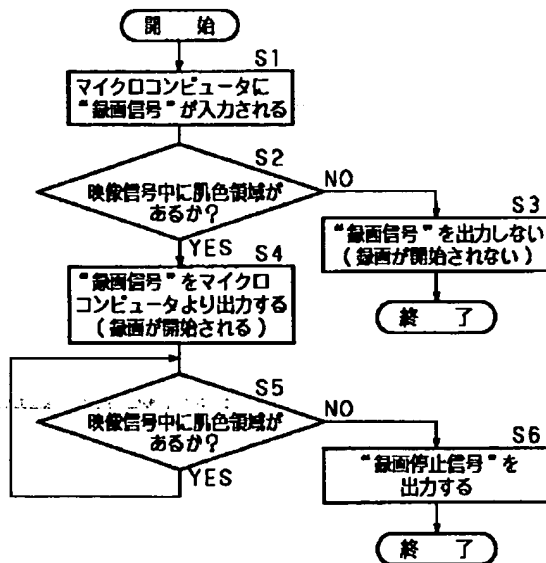 開　始
S1
マイクロコンピュータに
“録画信号”が入力される
S2
映像信号中に肌色領域が
あるか？
NO
YES
S3
“録画信号”を出力しない
（録画が開始されない）
終　了
S4
“録画信号”をマイクロ
コンピュータより出力する
（録画が開始される）
S5
映像信号中に肌色領域が
あるか？
NO
YES
S6
“録画停止信号”を
出力する
終　了